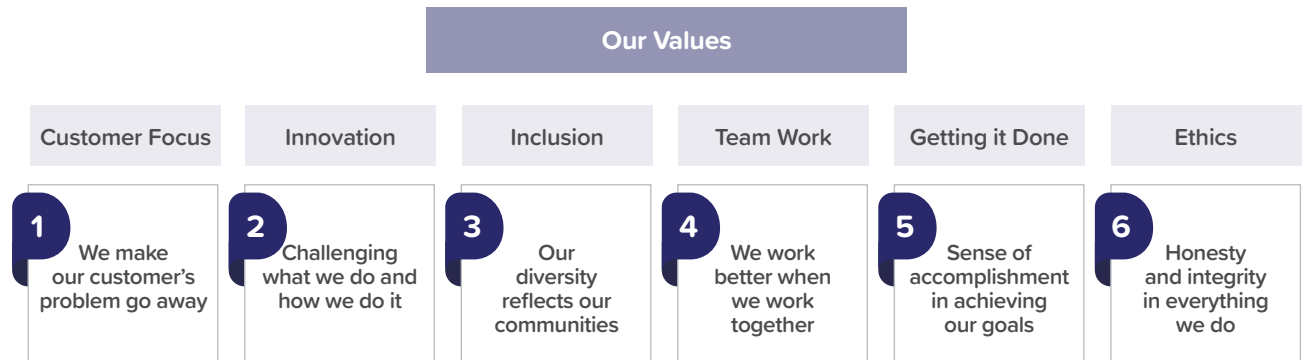 Our Values
Customer Focus
Innovation
Inclusion
Team Work
Getting it Done
Ethics
1
We make
our customer's
problem go away
2
Challenging
what we do and
how we do it
3
Our
diversity
reflects our
communities
4
We work
better when
we work
together
5
Sense of
accomplishment
in achieving
our goals
6
Honesty
and integrity
in everything
we do